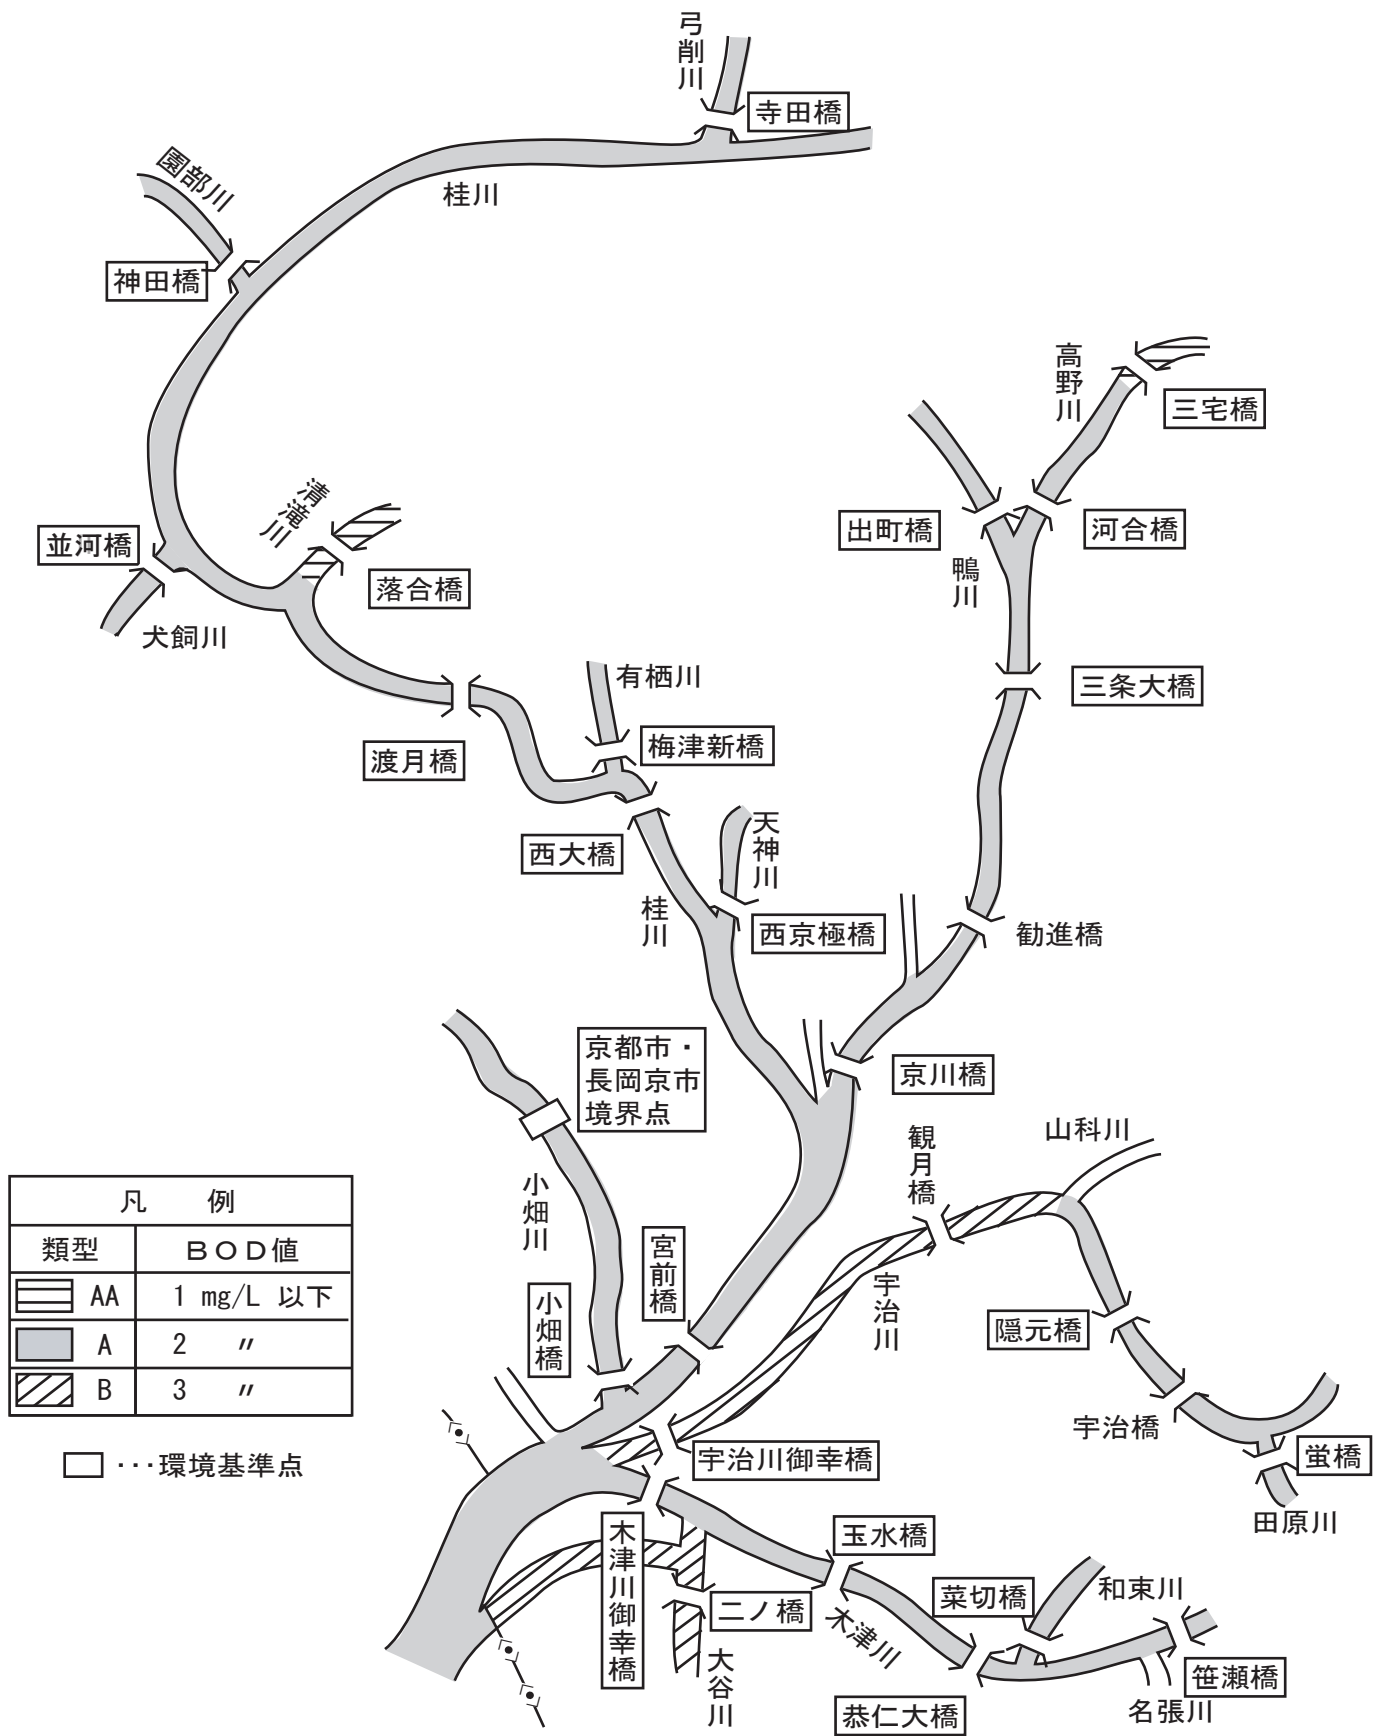 弓削川
寺田橋
園部川
桂川
神田橋
高野川
三宅橋
清滝川
並河橋
落合橋
出町橋
河合橋
鴨川
犬飼川
有栖川
三条大橋
渡月橋
梅津新橋
西大橋
天神川
桂川
西京極橋
勧進橋
京都市・
長岡京市
境界点
京川橋
観月橋
山科川
小畑川
宮前橋
宇治川
小畑橋
隠元橋
宇治橋
蛍橋
田原川
凡 例
類型 ＢＯＤ値
AA 1 mg/L 以下
A 2 〃
B 3 〃
…環境基準点
宇治川御幸橋
木津川御幸橋
玉水橋
二ノ橋
菜切橋
和束川
木津川
大谷川
恭仁大橋
笹瀬橋
名張川